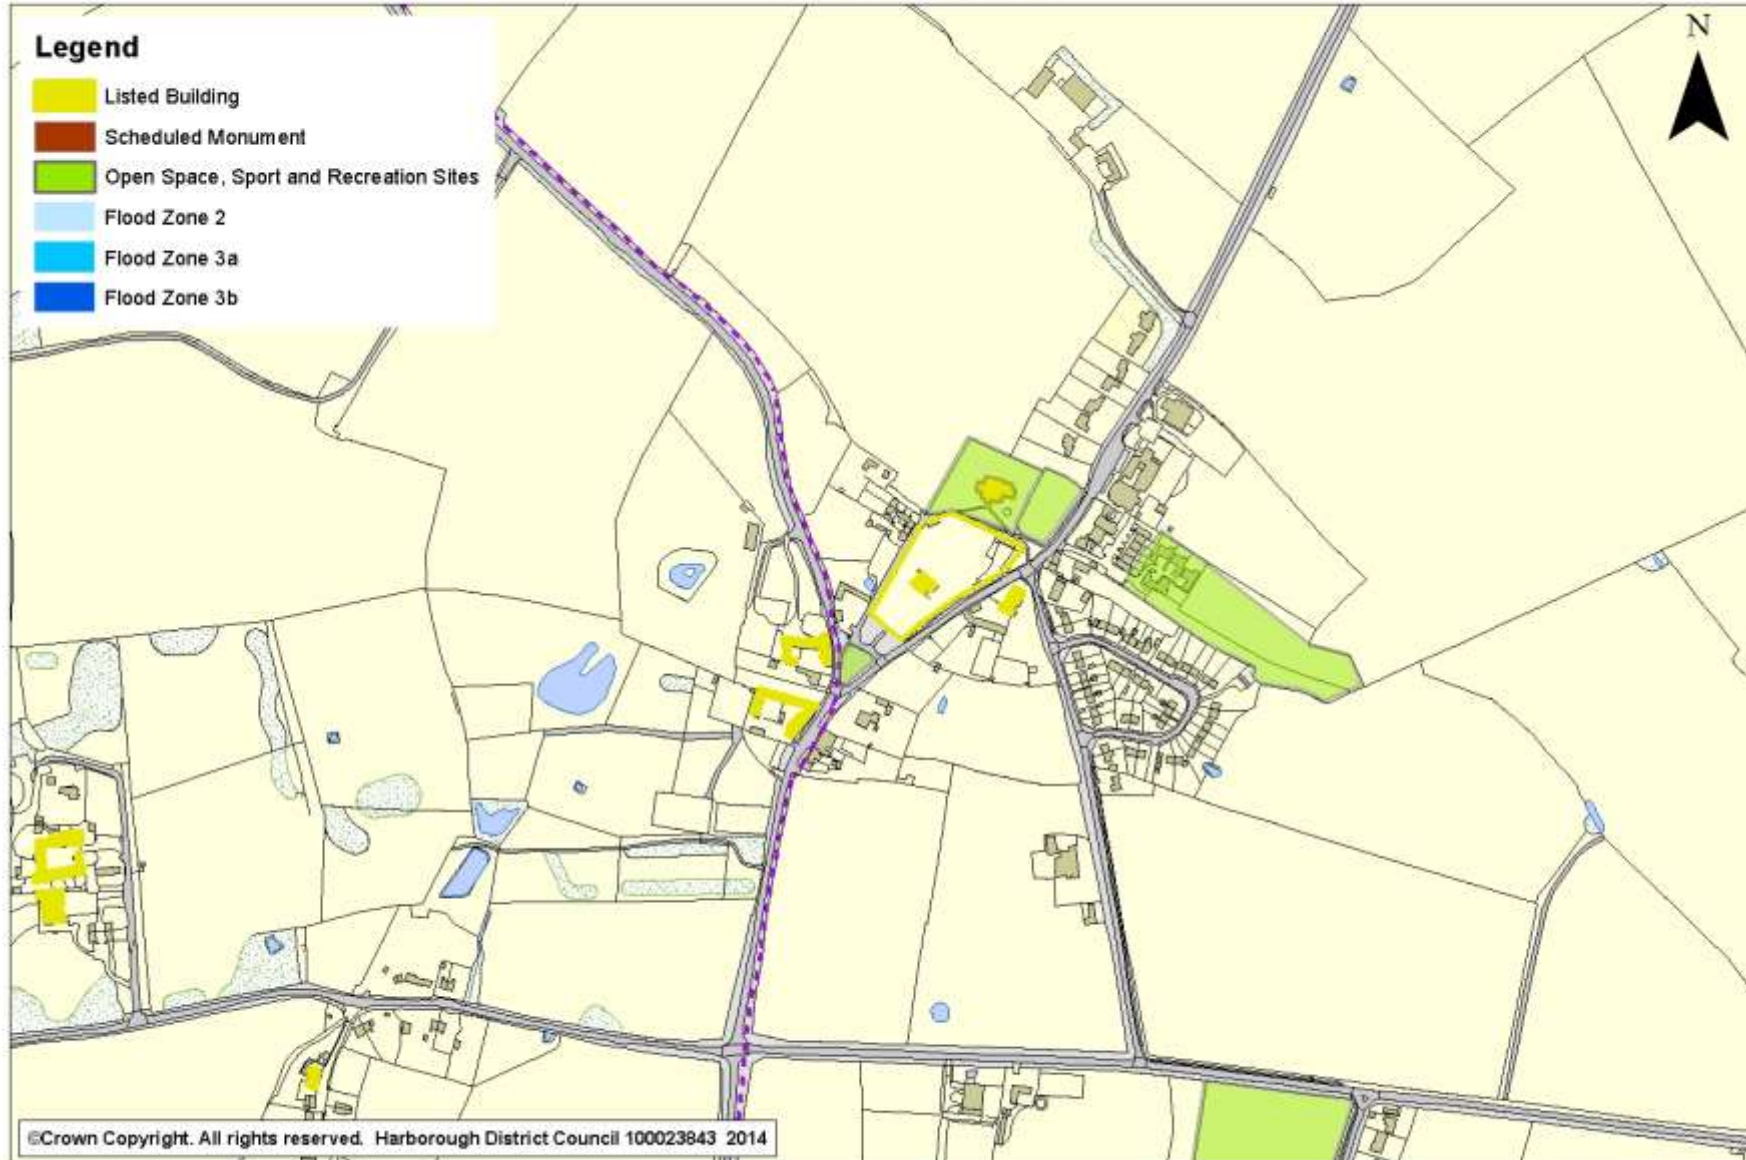 Legend
Listed Building
Scheduled Monument
Open Space, Sport and Recreation Sites
Flood Zone 2
Flood Zone 3a
Flood Zone 3b
N
©Crown Copyright. All rights reserved. Harborough District Council 100023843 2014